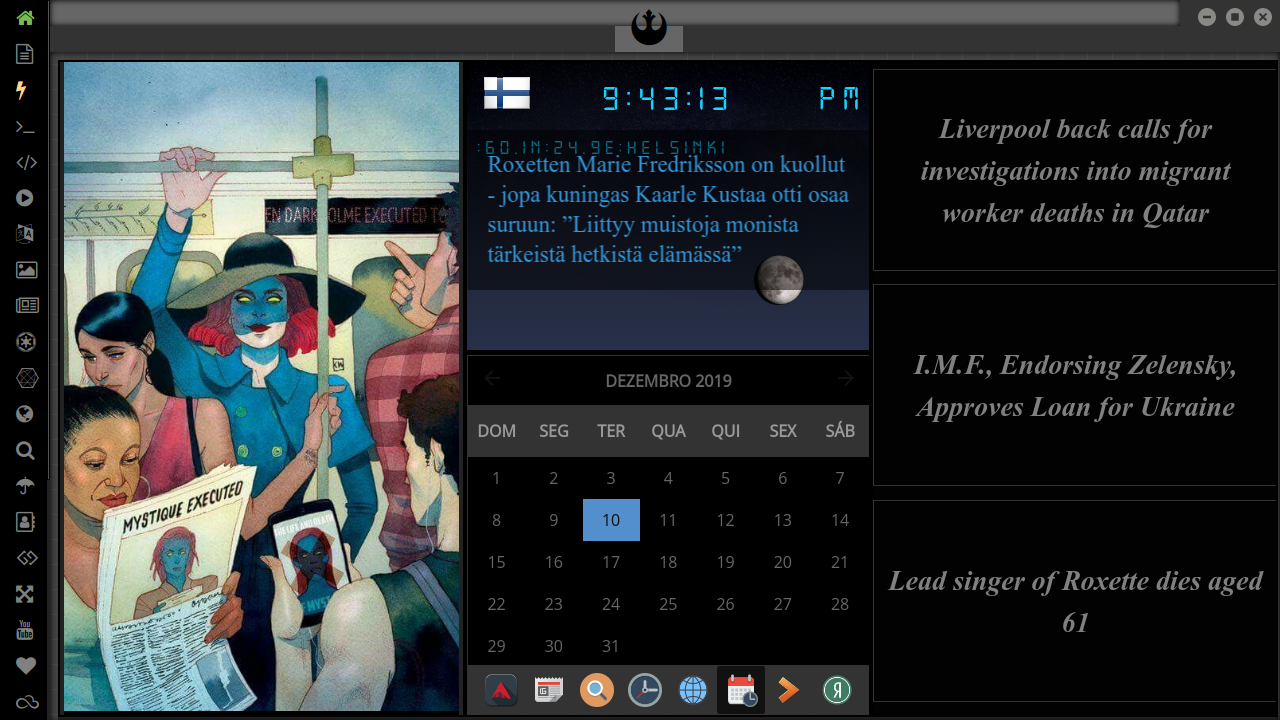 EN DARKHOLME EXECUTED TO
MYSTIQUE EXECUTED
THE LIFE AND DEATH
MYST
9:43:13 PM
:60.1N:24.9E:HELSINKI
Roxetten Marie Fredriksson on kuollut
- jopa kuningas Kaarle Kustaa otti osaa
suruun: ”Liittyy muistoja monista
tärkeistä hetkistä elämässä”
DEZEMBRO 2019
DOM SEG TER QUA QUI SEX SÁB
1 2 3 4 5 6 7
8 9 10 11 12 13 14
15 16 17 18 19 20 21
22 23 24 25 26 27 28
29 30 31
Liverpool back calls for
investigations into migrant
worker deaths in Qatar
I.M.F., Endorsing Zelensky,
Approves Loan for Ukraine
Lead singer of Roxette dies aged
61
You
Tube